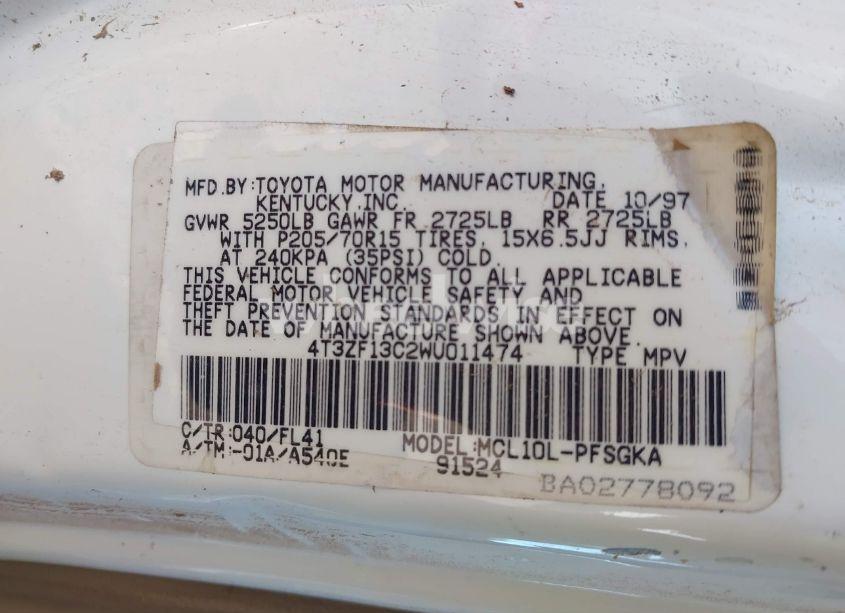 MFD.BY:TOYOTA MOTOR MANUFACTURING,
KENTUCKY,INC. DATE 10/97
GVWR 5250LB GAWR FR 2725LB RR 2725LB
WITH P205/70R15 TIRES, 15X6.5JJ RIMS,
AT 240KPA (35PSI) COLD.
THIS VEHICLE CONFORMS TO ALL APPLICABLE
FEDERAL MOTOR VEHICLE SAFETY AND
THEFT PREVENTION STANDARDS IN EFFECT ON
THE DATE OF MANUFACTURE SHOWN ABOVE.
4T3ZF13C2WU011474 TYPE MPV
C/TR:040/FL41 MODEL:MCL10L-PFSGKA
A/TM:-01A/A540E 91524
BA02778092